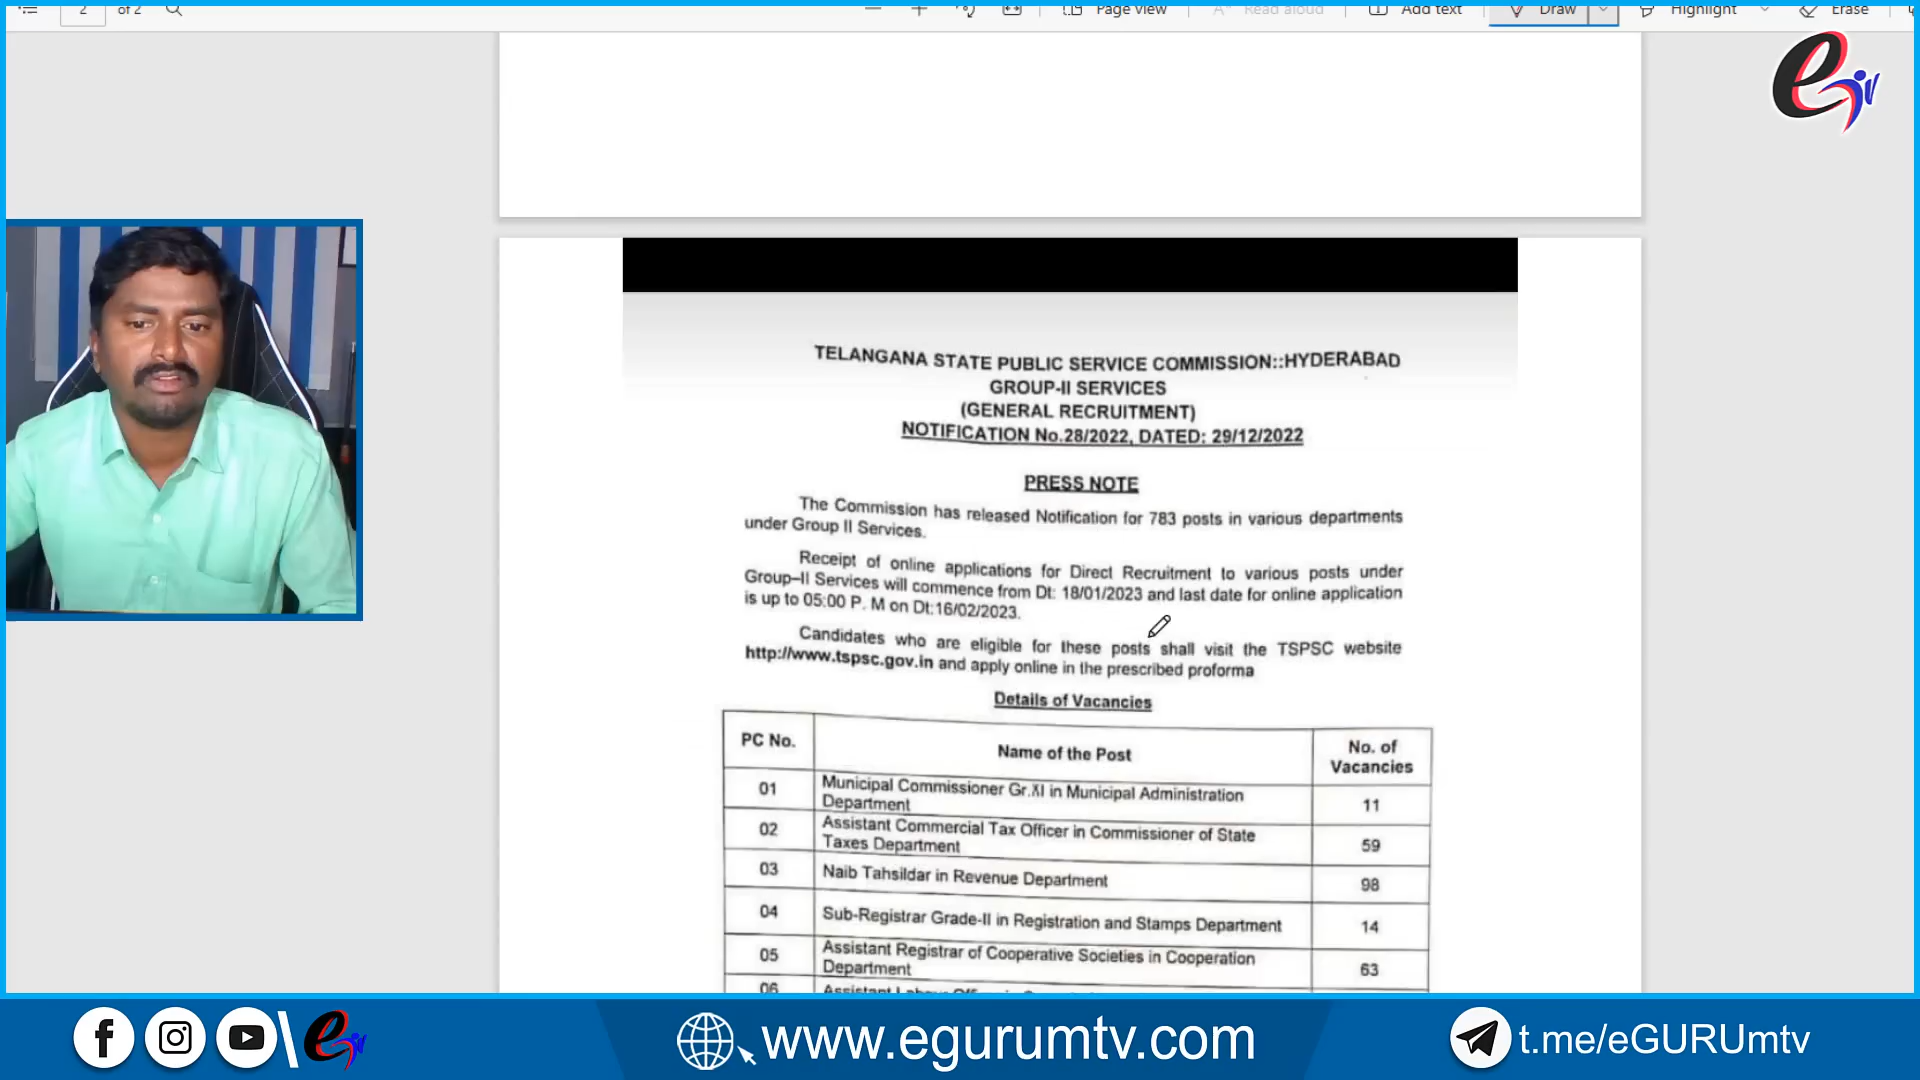 2 of 2
Page view
Read aloud
Add text
Draw
Highlight
Erase
TELANGANA STATE PUBLIC SERVICE COMMISSION::HYDERABAD
GROUP-II SERVICES
(GENERAL RECRUITMENT)
NOTIFICATION No.28/2022, DATED: 29/12/2022
PRESS NOTE
The Commission has released Notification for 783 posts in various departments
under Group II Services.
Receipt of online applications for Direct Recruitment to various posts under
Group–II Services will commence from Dt: 18/01/2023 and last date for online application
is up to 05:00 P. M on Dt:16/02/2023.
Candidates who are eligible for these posts shall visit the TSPSC website
http://www.tspsc.gov.in and apply online in the prescribed proforma
Details of Vacancies
PC No. Name of the Post No. of
Vacancies
01 Municipal Commissioner in Municipal Administration
Department 11
02 Assistant Commercial Tax Officer in Commissioner of State
Taxes Department 59
03 Naib Tahsildar in Revenue Department 98
04 Sub-Registrar Grade-II in Registration and Stamps Department 14
05 Assistant Registrar of Cooperative Societies in Cooperation
Department 63
06 Assistant
www.egurumtv.com
t.me/eGURUmtv